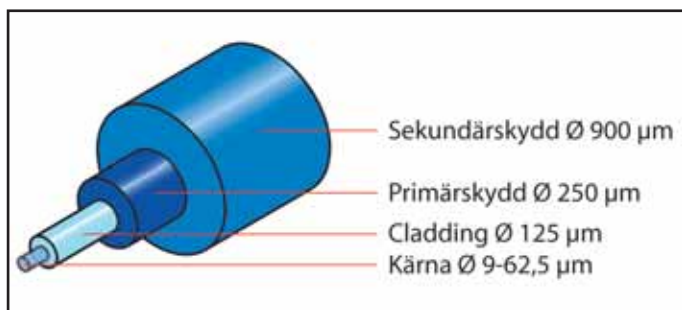 Sekundärskydd Ø 900 µm
Primärskydd Ø 250 µm
Cladding Ø 125 µm
Kärna Ø 9-62,5 µm